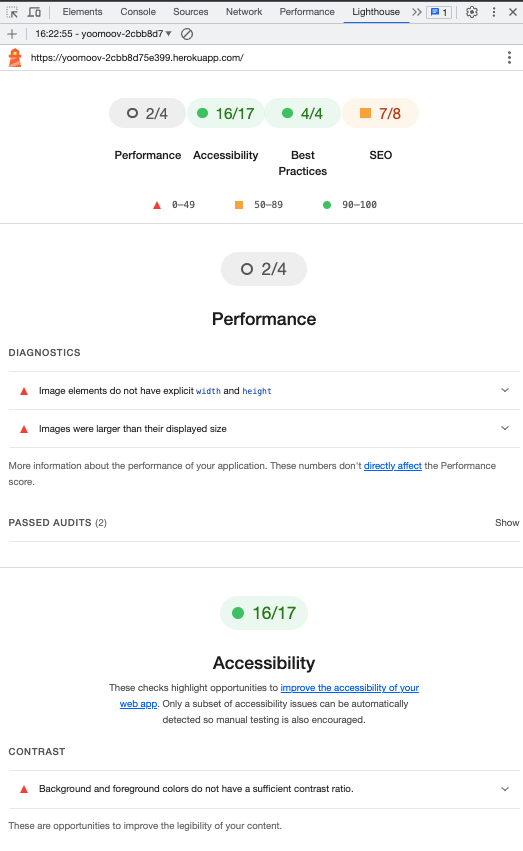 Elements Console Sources Network Performance Lighthouse 1
16:22:55 - yoomoov-2cbb8d7
https://yoomoov-2cbb8d75e399.herokuapp.com/
2/4 16/17 4/4 7/8
Performance Accessibility Best Practices SEO
0–49 50–89 90–100
2/4
Performance
DIAGNOSTICS
Image elements do not have explicit width and height
Images were larger than their displayed size
More information about the performance of your application. These numbers don't directly affect the Performance
score.
PASSED AUDITS (2) Show
16/17
Accessibility
These checks highlight opportunities to improve the accessibility of your
web app. Only a subset of accessibility issues can be automatically
detected so manual testing is also encouraged.
CONTRAST
Background and foreground colors do not have a sufficient contrast ratio.
These are opportunities to improve the legibility of your content.